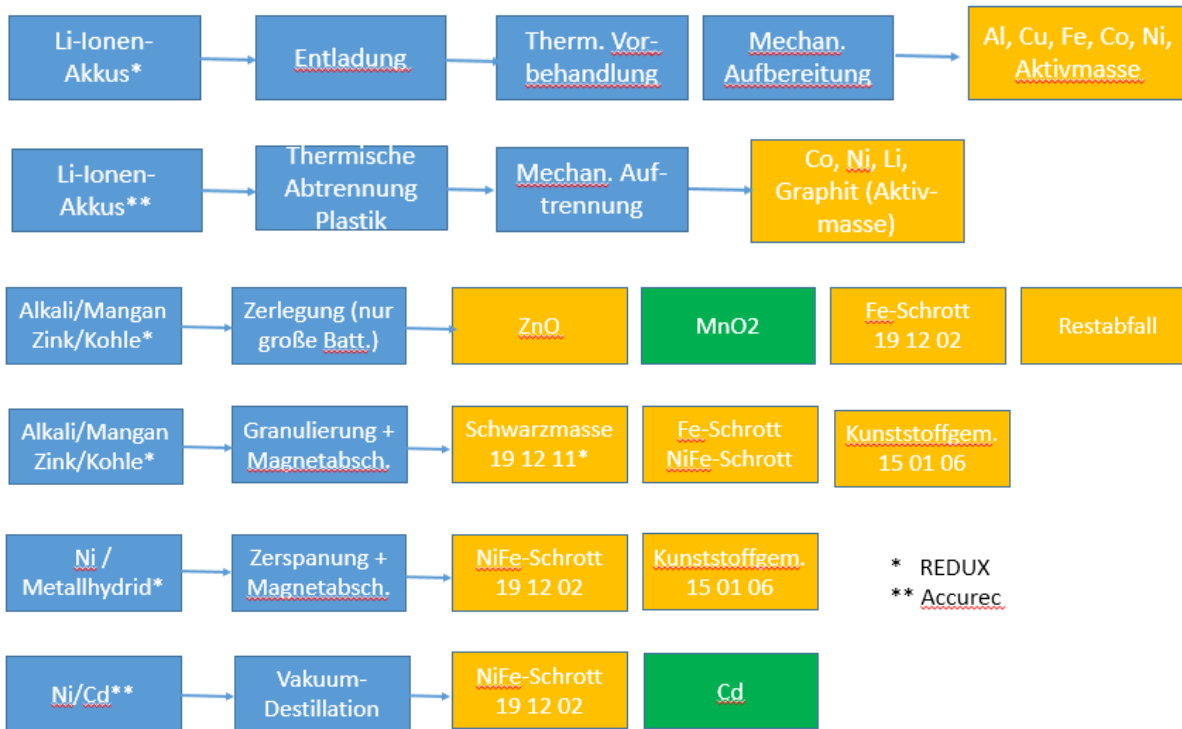 Li-Ionen-
Akkus*
Entladung
Therm. Vor-
behandlung
Mechan.
Aufbereitung
Al, Cu, Fe, Co, Ni,
Aktivmasse
Li-Ionen-
Akkus**
Thermische
Abtrennung
Plastik
Mechan. Auf-
trennung
Co, Ni, Li,
Graphit (Aktiv-
masse)
Alkali/Mangan
Zink/Kohle*
Zerlegung (nur
große Batt.)
ZnO
MnO2
Fe-Schrott
19 12 02
Restabfall
Alkali/Mangan
Zink/Kohle*
Granulierung +
Magnetabsch.
Schwarzmasse
19 12 11*
Fe-Schrott
NiFe-Schrott
Kunststoffgem.
15 01 06
Ni /
Metallhydrid*
Zerspanung +
Magnetabsch.
NiFe-Schrott
19 12 02
Kunststoffgem.
15 01 06
* REDUX
** Accurec
Ni/Cd**
Vakuum-
Destillation
NiFe-Schrott
19 12 02
Cd